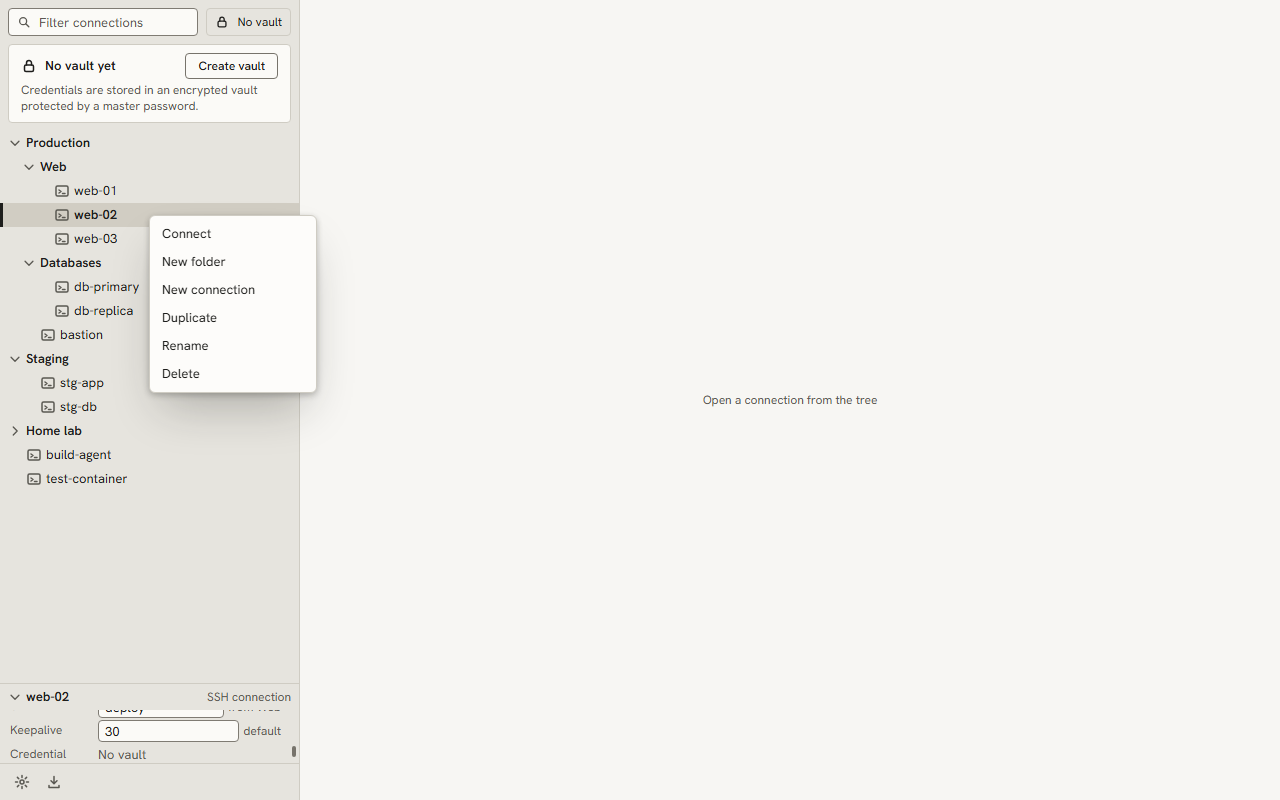 Filter connections
No vault
No vault yet
Create vault
Credentials are stored in an encrypted vault
protected by a master password.
Production
Web
web-01
web-02
web-03
Databases
db-primary
db-replica
bastion
Staging
stg-app
stg-db
Home lab
build-agent
test-container
Connect
New folder
New connection
Duplicate
Rename
Delete
Open a connection from the tree
web-02
SSH connection
Keepalive
30
default
Credential
No vault